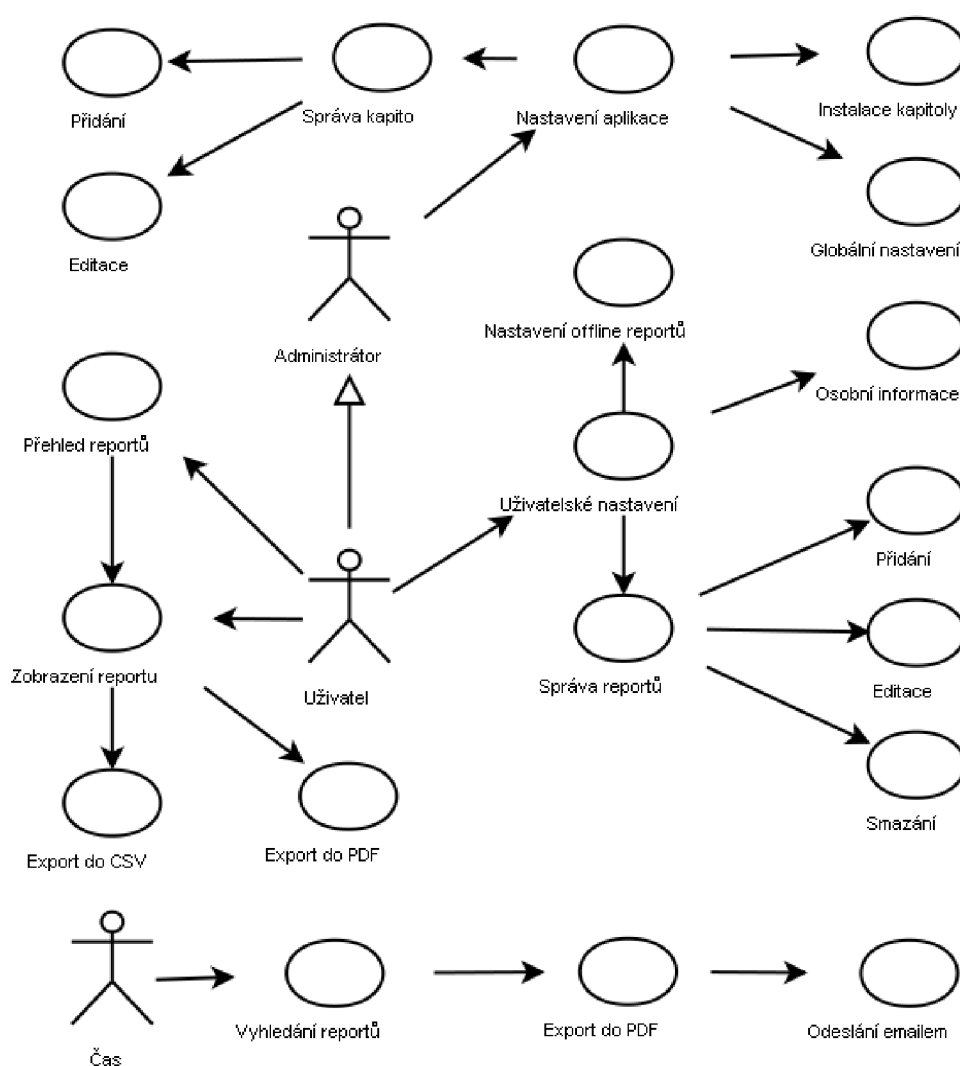 Přidání
Správa kapito
Nastavení aplikace
Instalace kapitoly
Editace
Globální nastavení
Nastavení offline reportů
Administrátor
Osobní informace
Přehled reportů
Uživatelské nastavení
Přidání
Zobrazení reportu
Uživatel
Správa reportů
Editace
Smazání
Export do CSV
Export do PDF
Vyhledání reportů
Export do PDF
Odeslání emailem
Čas